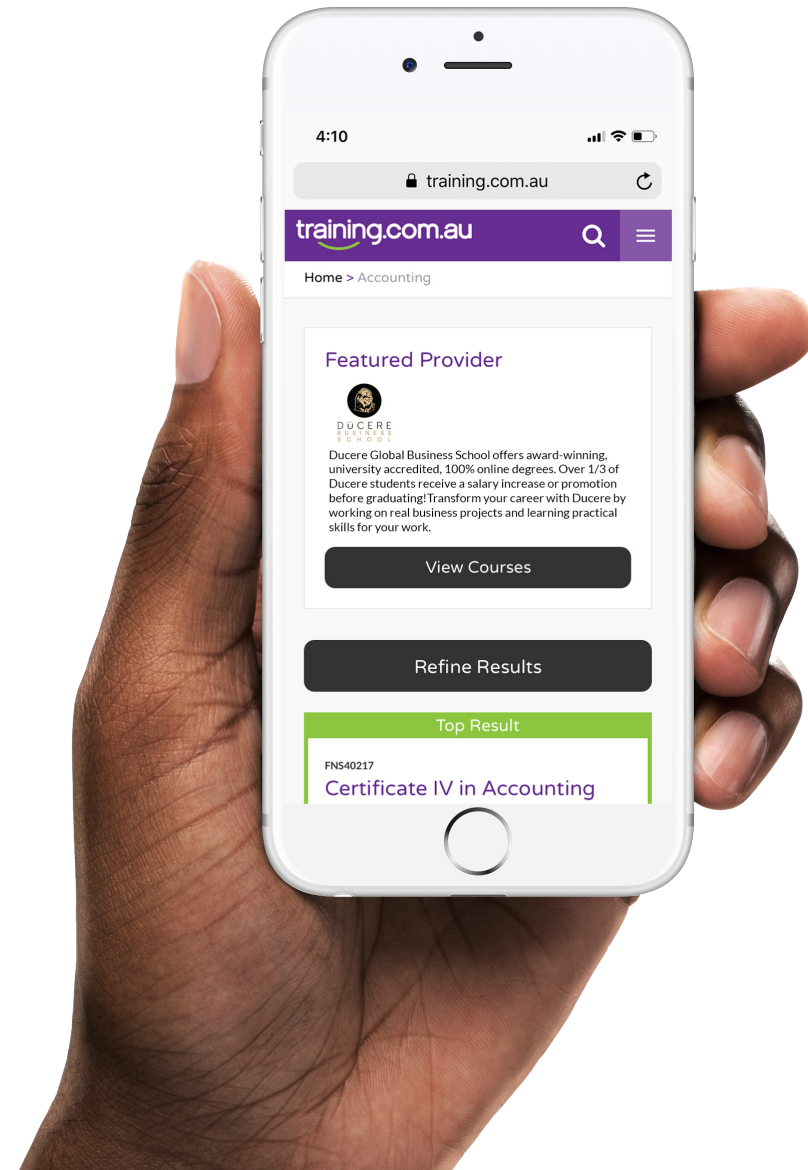 4:10
training.com.au
training.com.au
Home > Accounting
Featured Provider
DUCERE
BUSINESS
SCHOOL
Ducere Global Business School offers award-winning,
university accredited, 100% online degrees. Over 1/3 of
Ducere students receive a salary increase or promotion
before graduating!Transform your career with Ducere by
working on real business projects and learning practical
skills for your work.
View Courses
Refine Results
Top Result
FNS40217
Certificate IV in Accounting